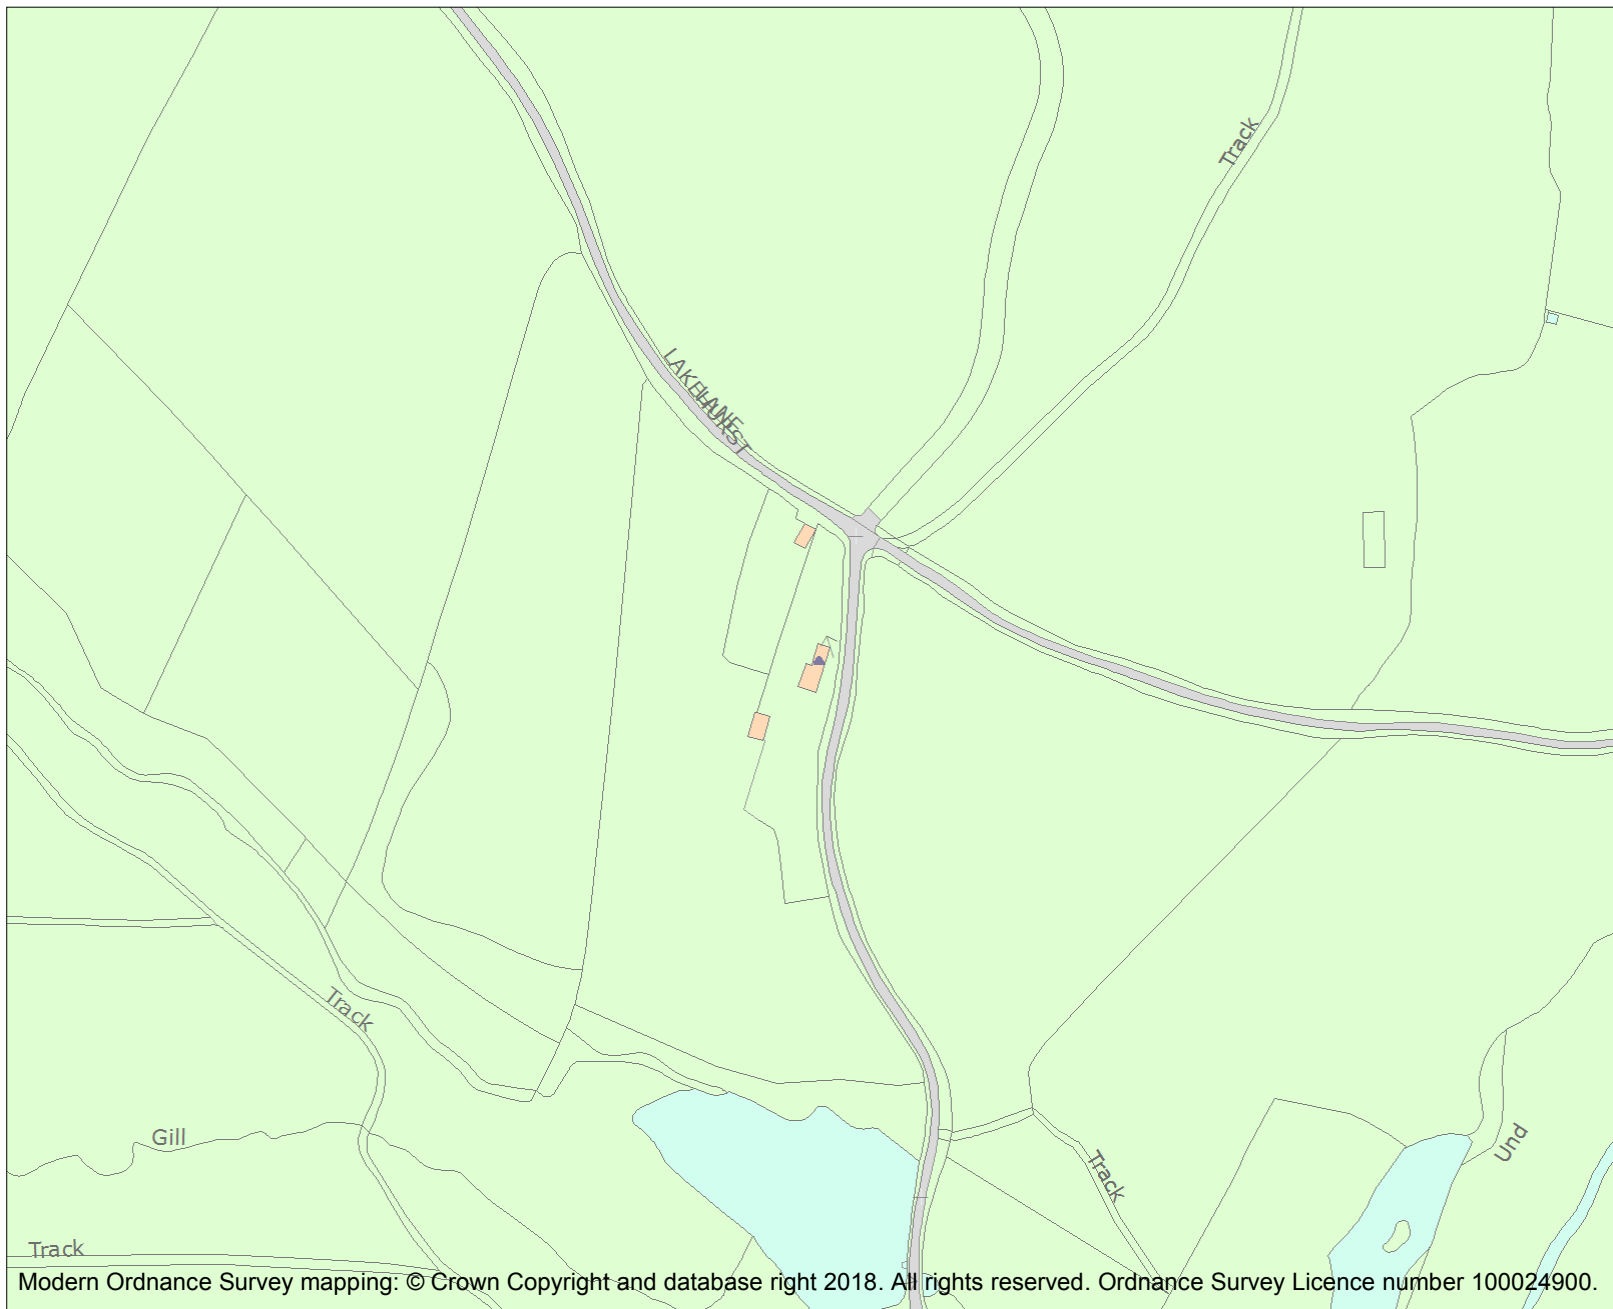 Track
LAKEHURST
LANE
Track
Gill
Track
Und
Track
Modern Ordnance Survey mapping: © Crown Copyright and database right 2018. All rights reserved. Ordnance Survey Licence number 100024900.